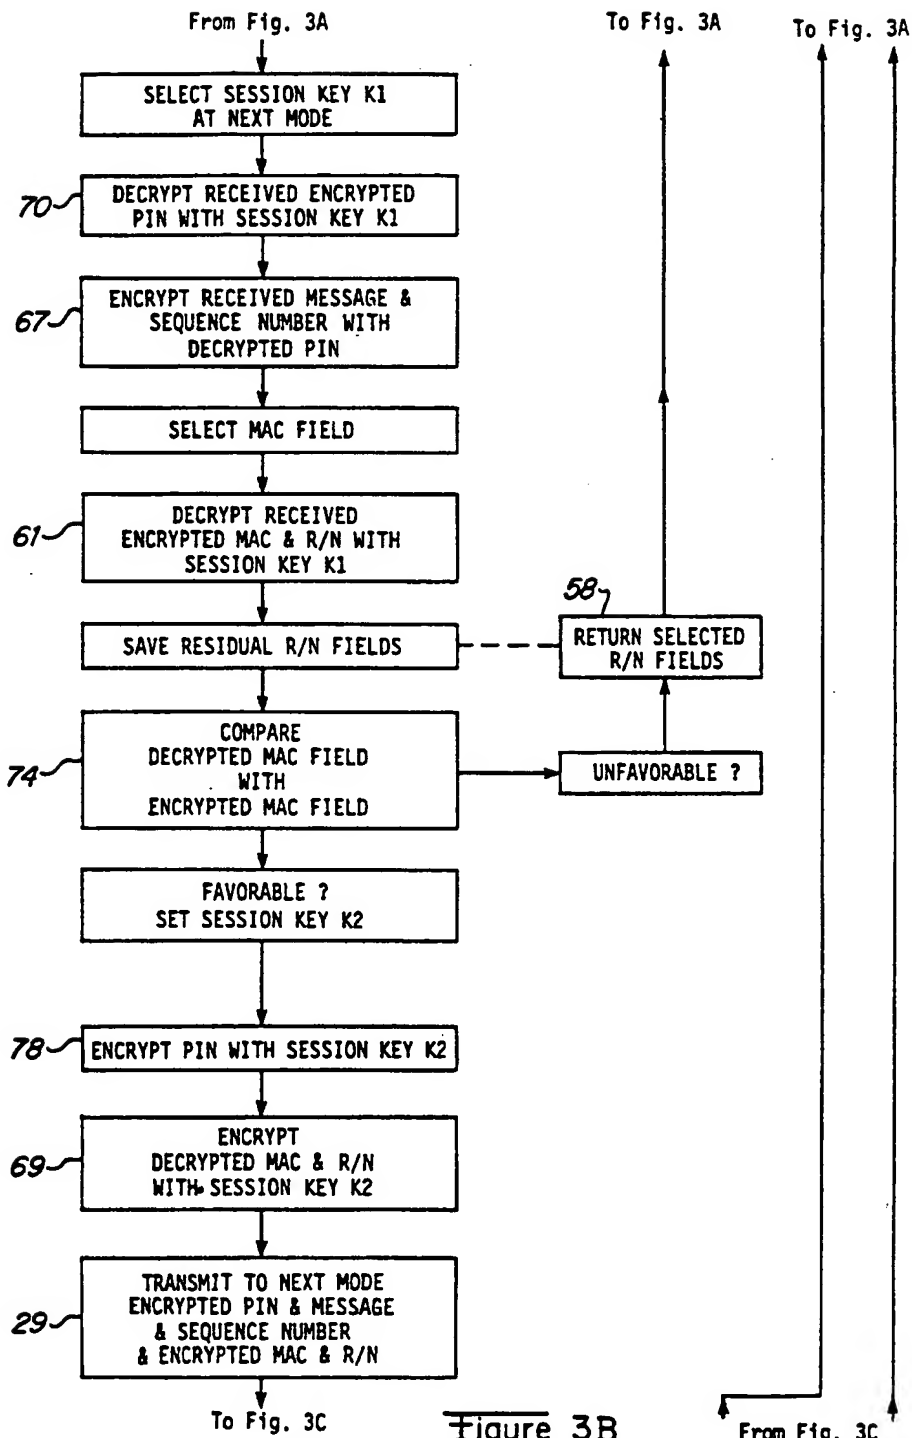 From Fig. 3A
To Fig. 3A
To Fig. 3A
SELECT SESSION KEY K1
AT NEXT MODE
70
DECRYPT RECEIVED ENCRYPTED
PIN WITH SESSION KEY K1
67
ENCRYPT RECEIVED MESSAGE &
SEQUENCE NUMBER WITH
DECRYPTED PIN
SELECT MAC FIELD
61
DECRYPT RECEIVED
ENCRYPTED MAC & R/N WITH
SESSION KEY K1
SAVE RESIDUAL R/N FIELDS
58
RETURN SELECTED
R/N FIELDS
74
COMPARE
DECRYPTED MAC FIELD
WITH
ENCRYPTED MAC FIELD
UNFAVORABLE ?
FAVORABLE ?
SET SESSION KEY K2
78
ENCRYPT PIN WITH SESSION KEY K2
69
ENCRYPT
DECRYPTED MAC & R/N
WITH SESSION KEY K2
29
TRANSMIT TO NEXT MODE
ENCRYPTED PIN & MESSAGE
& SEQUENCE NUMBER
& ENCRYPTED MAC & R/N
To Fig. 3C
Figure 3B
From Fig. 3C